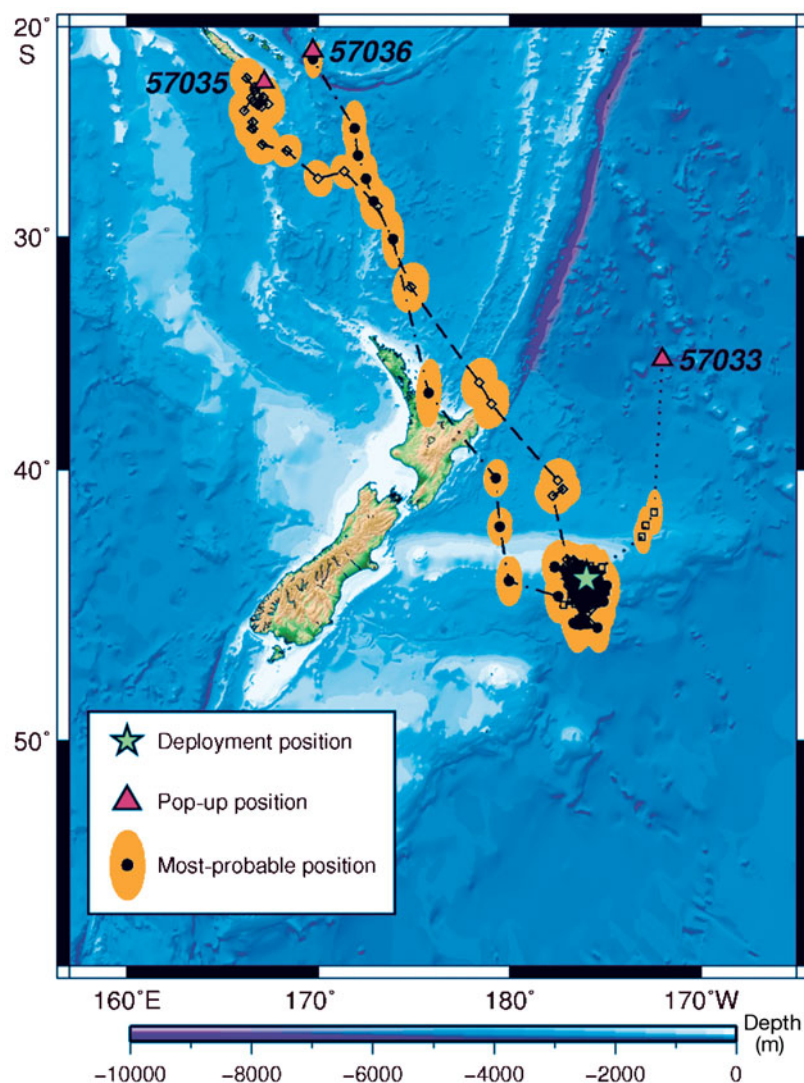 20°
S
57036
57035
30°
57033
40°
50°
Deployment position
Pop-up position
Most-probable position
160°E 170° 180° 170°W
Depth
(m)
−10000 −8000 −6000 −4000 −2000 0